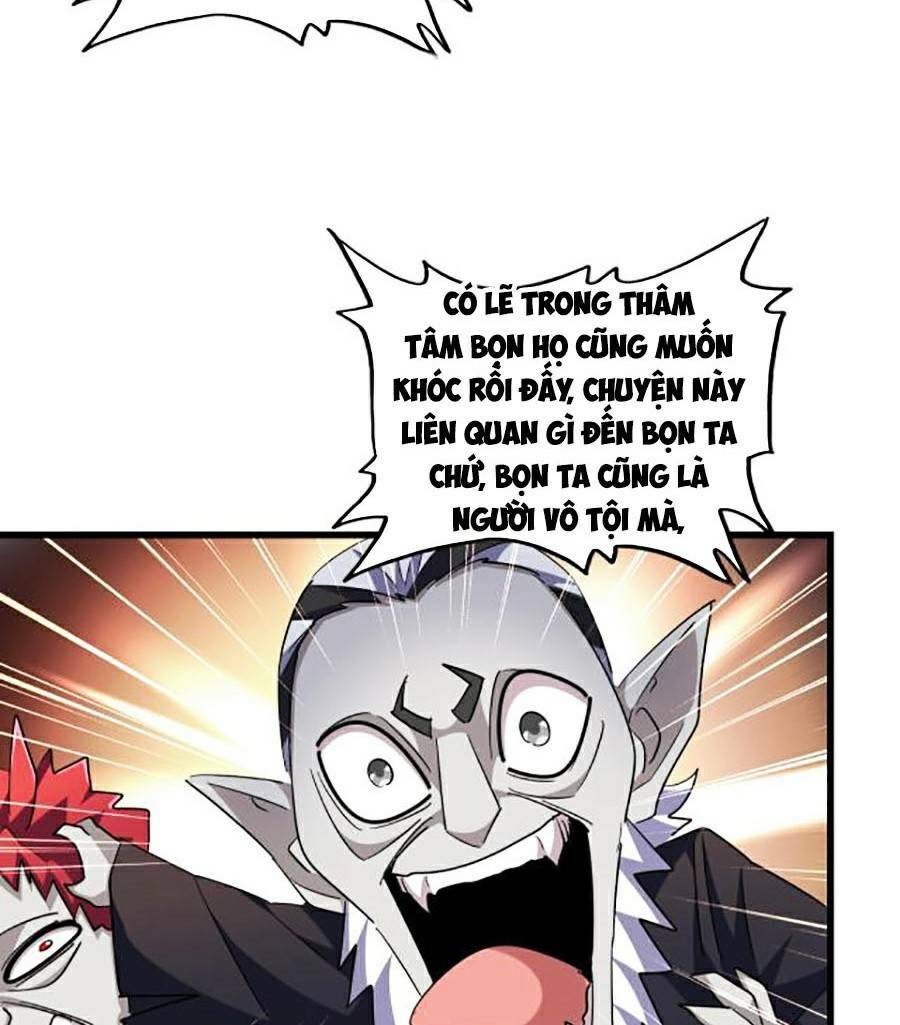 CÓ LẼ TRONG THÂM
TÂM BỌN HỌ CŨNG MUỐN
KHÓC RỒI ĐẤY, CHUYỆN NÀY
LIÊN QUAN GÌ ĐẾN BỌN TA
CHỨ, BỌN TA CŨNG LÀ
NGƯỜI VÔ TỘI MÀ,